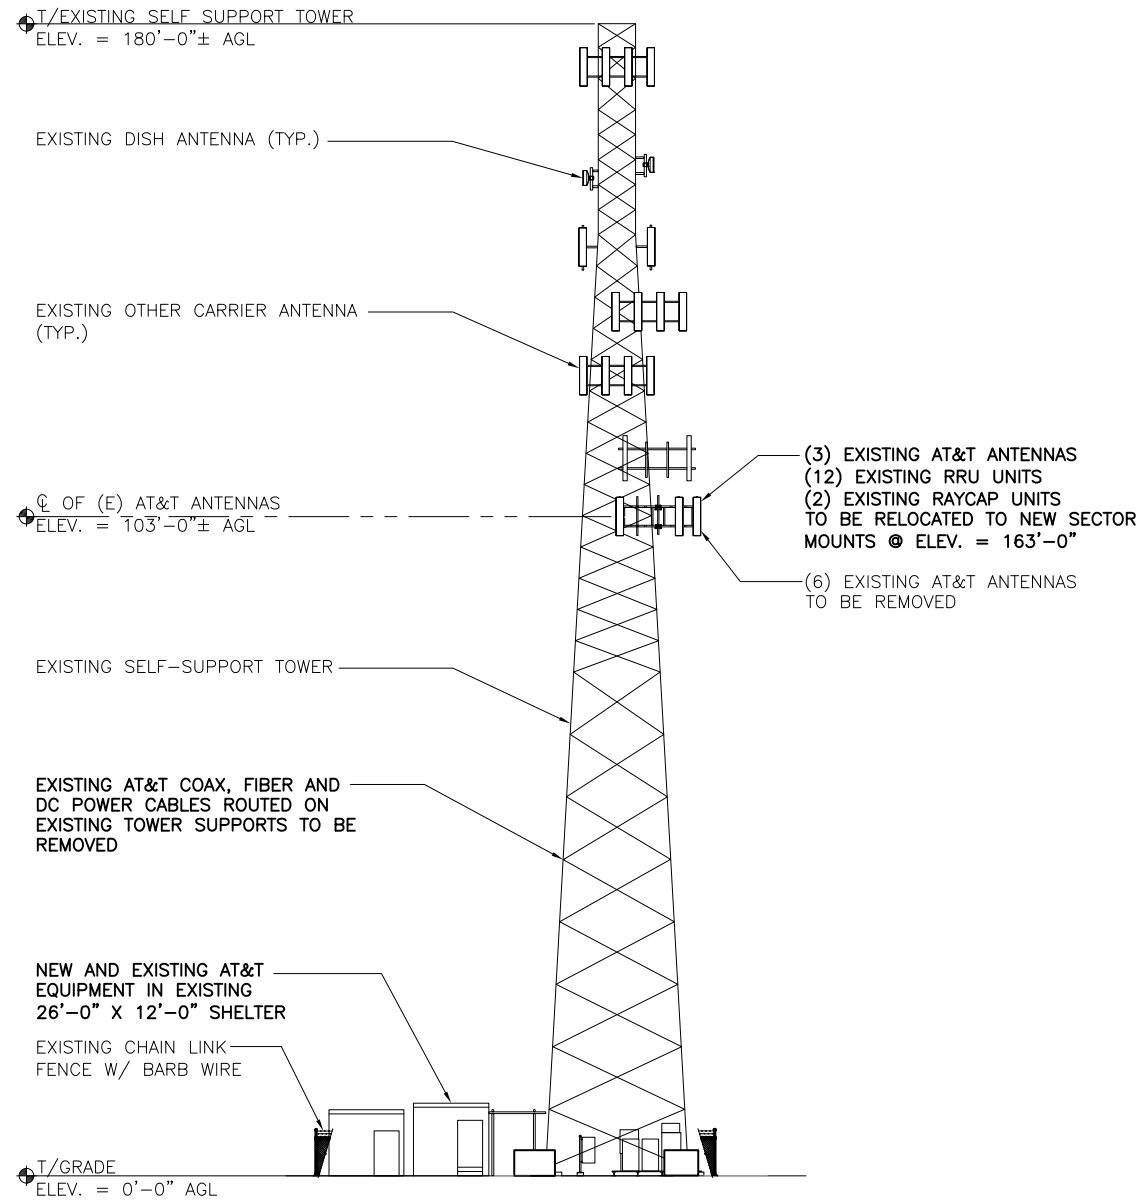 T/EXISTING SELF SUPPORT TOWER
ELEV. = 180'-0"± AGL
EXISTING DISH ANTENNA (TYP.)
EXISTING OTHER CARRIER ANTENNA
(TYP.)
(3) EXISTING AT&T ANTENNAS
(12) EXISTING RRU UNITS
(2) EXISTING RAYCAP UNITS
TO BE RELOCATED TO NEW SECTOR
MOUNTS @ ELEV. = 163'-0"
℄ OF (E) AT&T ANTENNAS
ELEV. = 103'-0"± AGL
(6) EXISTING AT&T ANTENNAS
TO BE REMOVED
EXISTING SELF-SUPPORT TOWER
EXISTING AT&T COAX, FIBER AND
DC POWER CABLES ROUTED ON
EXISTING TOWER SUPPORTS TO BE
REMOVED
NEW AND EXISTING AT&T
EQUIPMENT IN EXISTING
26'-0" X 12'-0" SHELTER
EXISTING CHAIN LINK
FENCE W/ BARB WIRE
T/GRADE
ELEV. = 0'-0" AGL